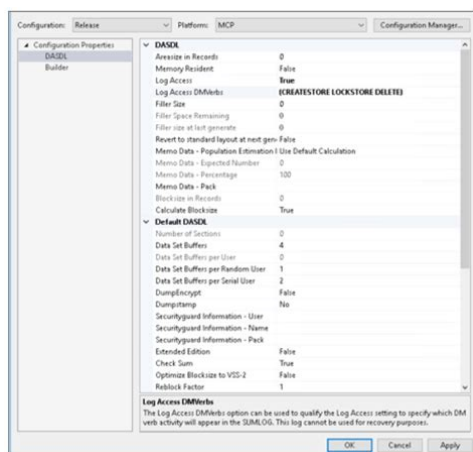 Configuration: Release Platform: MCP Configuration Manager...
Configuration Properties
DASDL
Builder
DASDL
Areasize in Records 0
Memory Resident False
Log Access True
Log Access DMVerbs (CREATESTORE LOCKSTORE DELETE)
Filler Size 0
Filler Space Remaining 0
Filler size at last generate 0
Revert to standard layout at next gen False
Memo Data - Population Estimation Use Default Calculation
Memo Data - Expected Number 0
Memo Data - Percentage 100
Memo Data - Pack
Blocksize in Records 0
Calculate Blocksize True
Default DASDL
Number of Sections 0
Data Set Buffers 4
Data Set Buffers per User 0
Data Set Buffers per Random User 1
Data Set Buffers per Serial User 2
DumpEncrypt False
Dumpstamp No
Securityguard Information - User
Securityguard Information - Name
Securityguard Information - Pack
Extended Edition False
Check Sum True
Optimize Blocksize to VSS-2 False
Reblock Factor 1
Log Access DMVerbs
The Log Access DMVerbs option can be used to qualify the Log Access setting to specify which DM
verb activity will appear in the SUMLOG. This log cannot be used for recovery purposes.
OK Cancel Apply